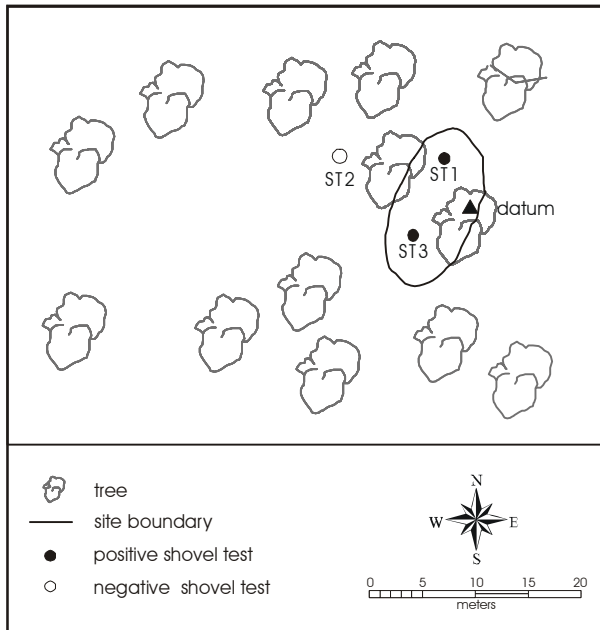 ST2
ST1
datum
ST3
tree
site boundary
positive shovel test
negative shovel test
N
W E
S
0 5 10 15 20
meters